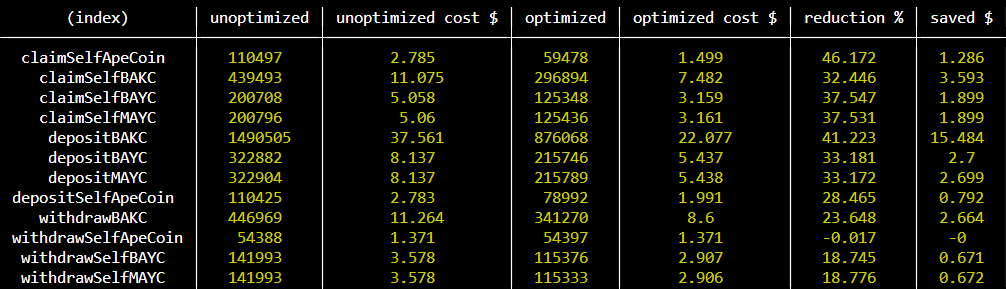 (index) unoptimized unoptimized cost $ optimized optimized cost $ reduction % saved $
claimSelfApeCoin 110497 2.785 59478 1.499 46.172 1.286
claimSelfBAKC 439493 11.075 296894 7.482 32.446 3.593
claimSelfBAYC 200708 5.058 125348 3.159 37.547 1.899
claimSelfMAYC 200796 5.06 125436 3.161 37.531 1.899
depositBAKC 1490505 37.561 876068 22.077 41.223 15.484
depositBAYC 322882 8.137 215746 5.437 33.181 2.7
depositMAYC 322904 8.137 215789 5.438 33.172 2.699
depositSelfApeCoin 110425 2.783 78992 1.991 28.465 0.792
withdrawBAKC 446969 11.264 341270 8.6 23.648 2.664
withdrawSelfApeCoin 54388 1.371 54397 1.371 -0.017 -0
withdrawSelfBAYC 141993 3.578 115376 2.907 18.745 0.671
withdrawSelfMAYC 141993 3.578 115333 2.906 18.776 0.672